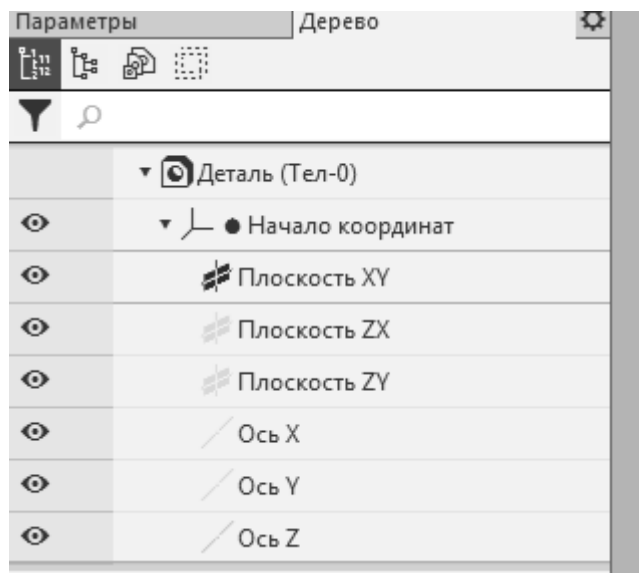 Параметры
Дерево
Деталь (Тел-0)
Начало координат
Плоскость XY
Плоскость ZX
Плоскость ZY
Ось X
Ось Y
Ось Z